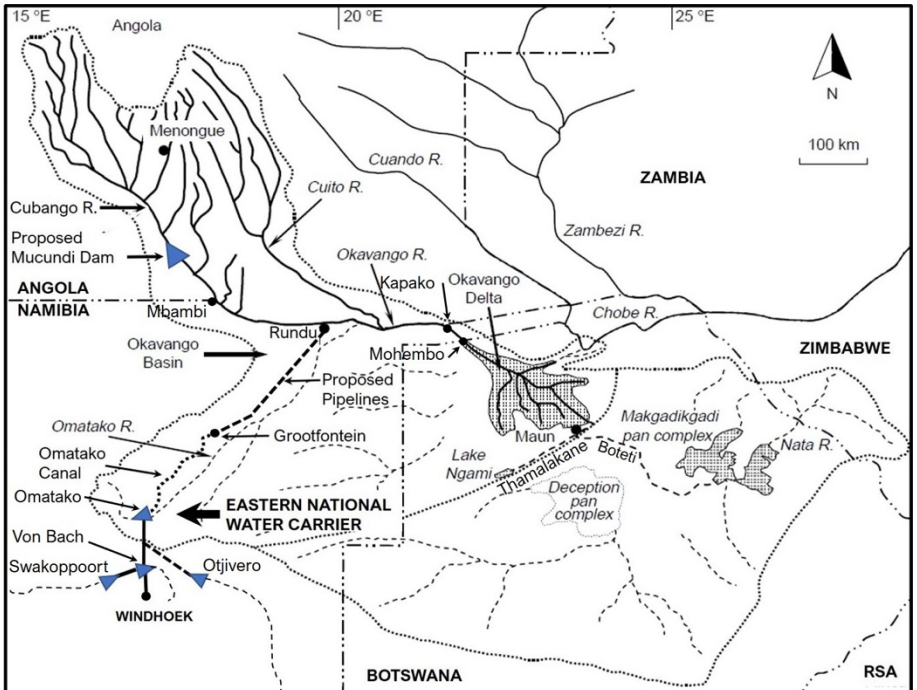 15 °E
20 °E
25 °E
Angola
N
100 km
Menongue
Cuando R.
ZAMBIA
Cuito R.
Cubango R.
Zambezi R.
Proposed
Mucundi Dam
Okavango R.
Kapako
Okavango
Delta
ANGOLA
NAMIBIA
Mbambi
Rundu
Chobe R.
Okavango
Basin
Mohembo
ZIMBABWE
Proposed
Pipelines
Omatako R.
Grootfontein
Maun
Makgadikgadi
pan complex
Nata R.
Omatako
Canal
Lake
Ngami
Thamalakane
Boteti
Omatako
EASTERN NATIONAL
WATER CARRIER
Deception
pan
complex
Von Bach
Swakoppoort
Otjivero
WINDHOEK
BOTSWANA
RSA